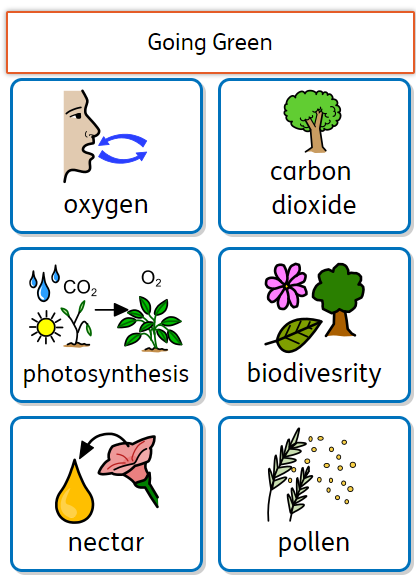 Going Green
oxygen
carbon
dioxide
CO₂
O₂
photosynthesis
biodivesrity
nectar
pollen